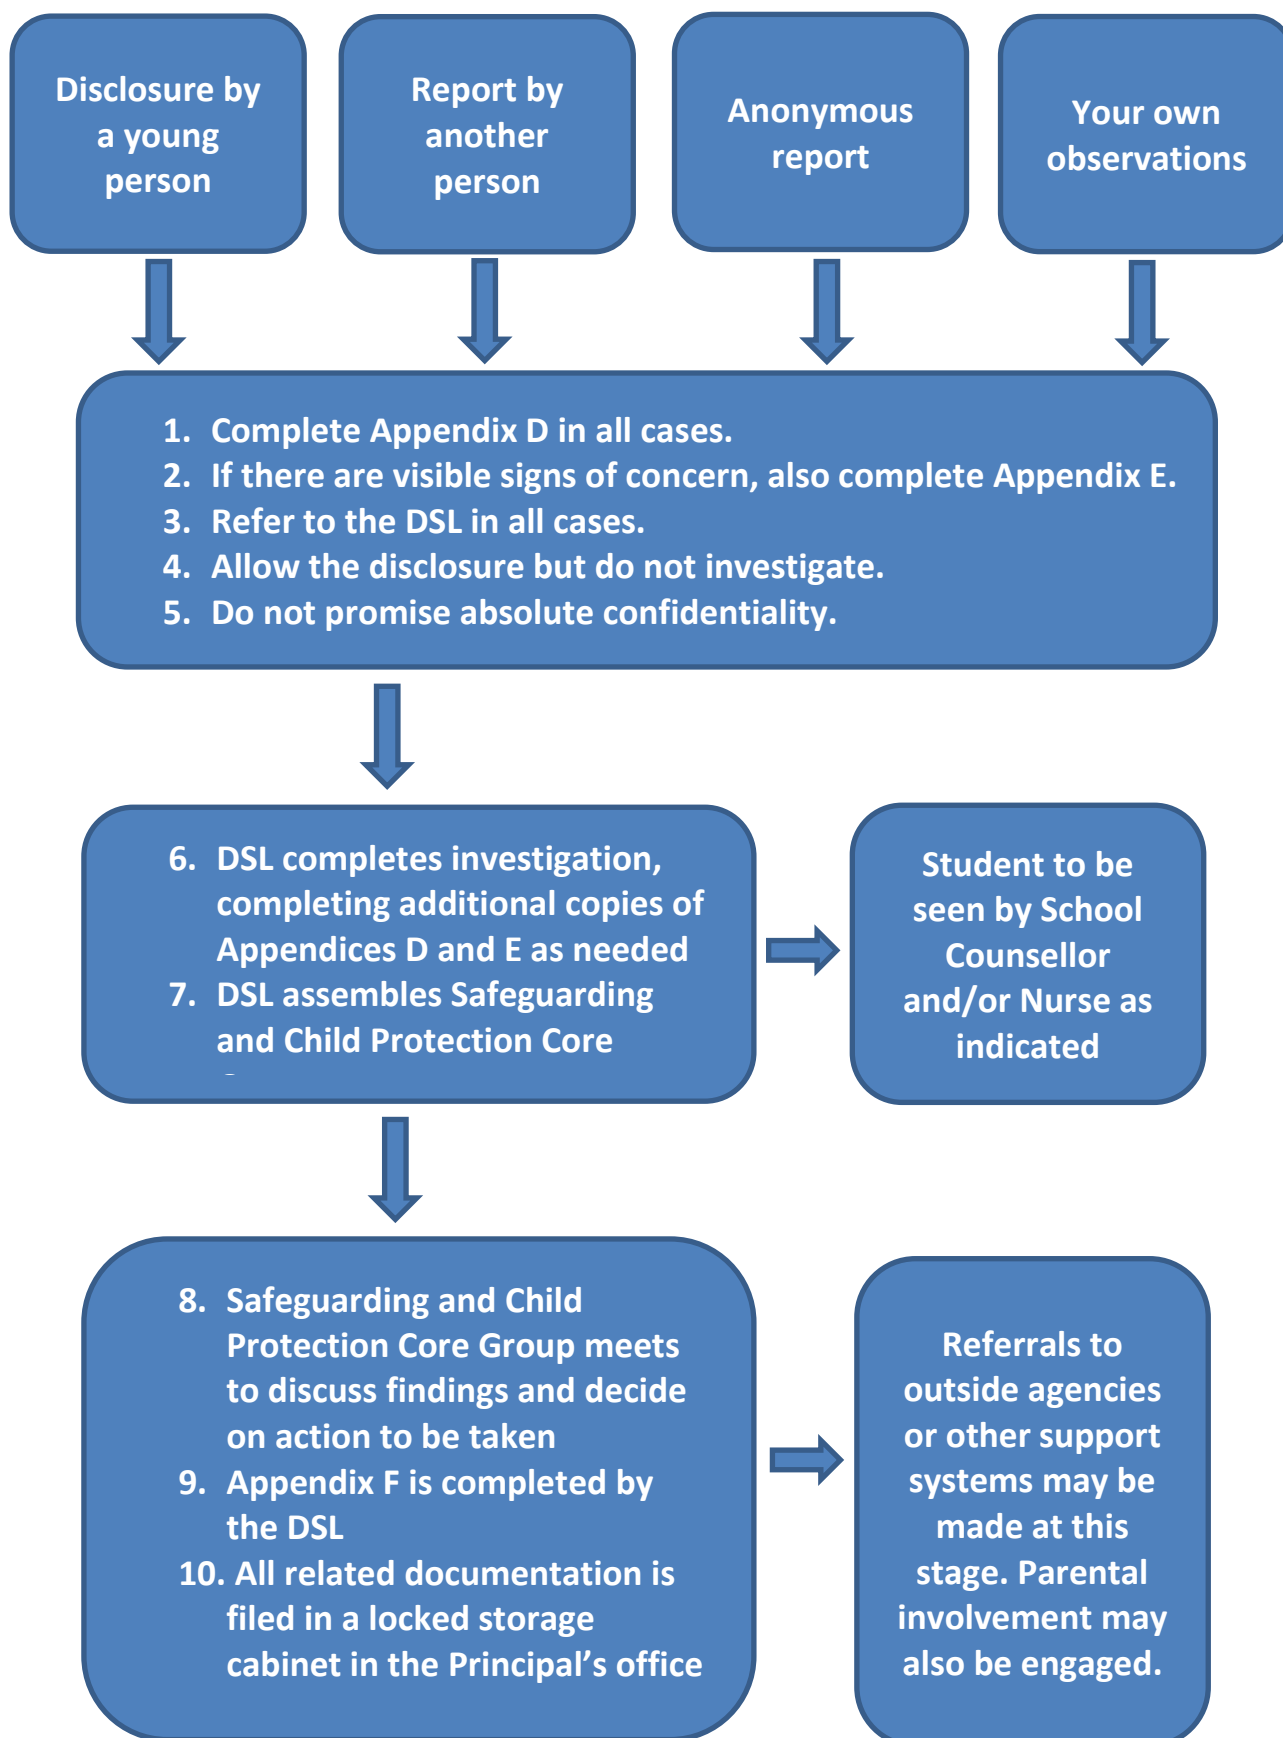 Disclosure by
a young
person
Report by
another
person
Anonymous
report
Your own
observations
1. Complete Appendix D in all cases.
2. If there are visible signs of concern, also complete Appendix E.
3. Refer to the DSL in all cases.
4. Allow the disclosure but do not investigate.
5. Do not promise absolute confidentiality.
6. DSL completes investigation,
completing additional copies of
Appendices D and E as needed
7. DSL assembles Safeguarding
and Child Protection Core
Student to be
seen by School
Counsellor
and/or Nurse as
indicated
8. Safeguarding and Child
Protection Core Group meets
to discuss findings and decide
on action to be taken
9. Appendix F is completed by
the DSL
10. All related documentation is
filed in a locked storage
cabinet in the Principal’s office
Referrals to
outside agencies
or other support
systems may be
made at this
stage. Parental
involvement may
also be engaged.